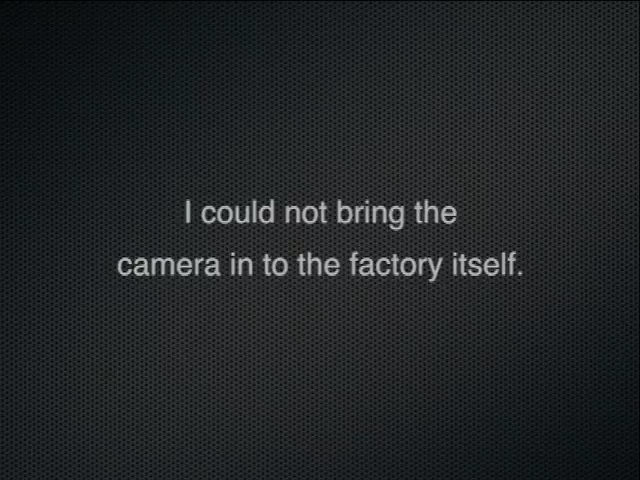 I could not bring the
camera in to the factory itself.